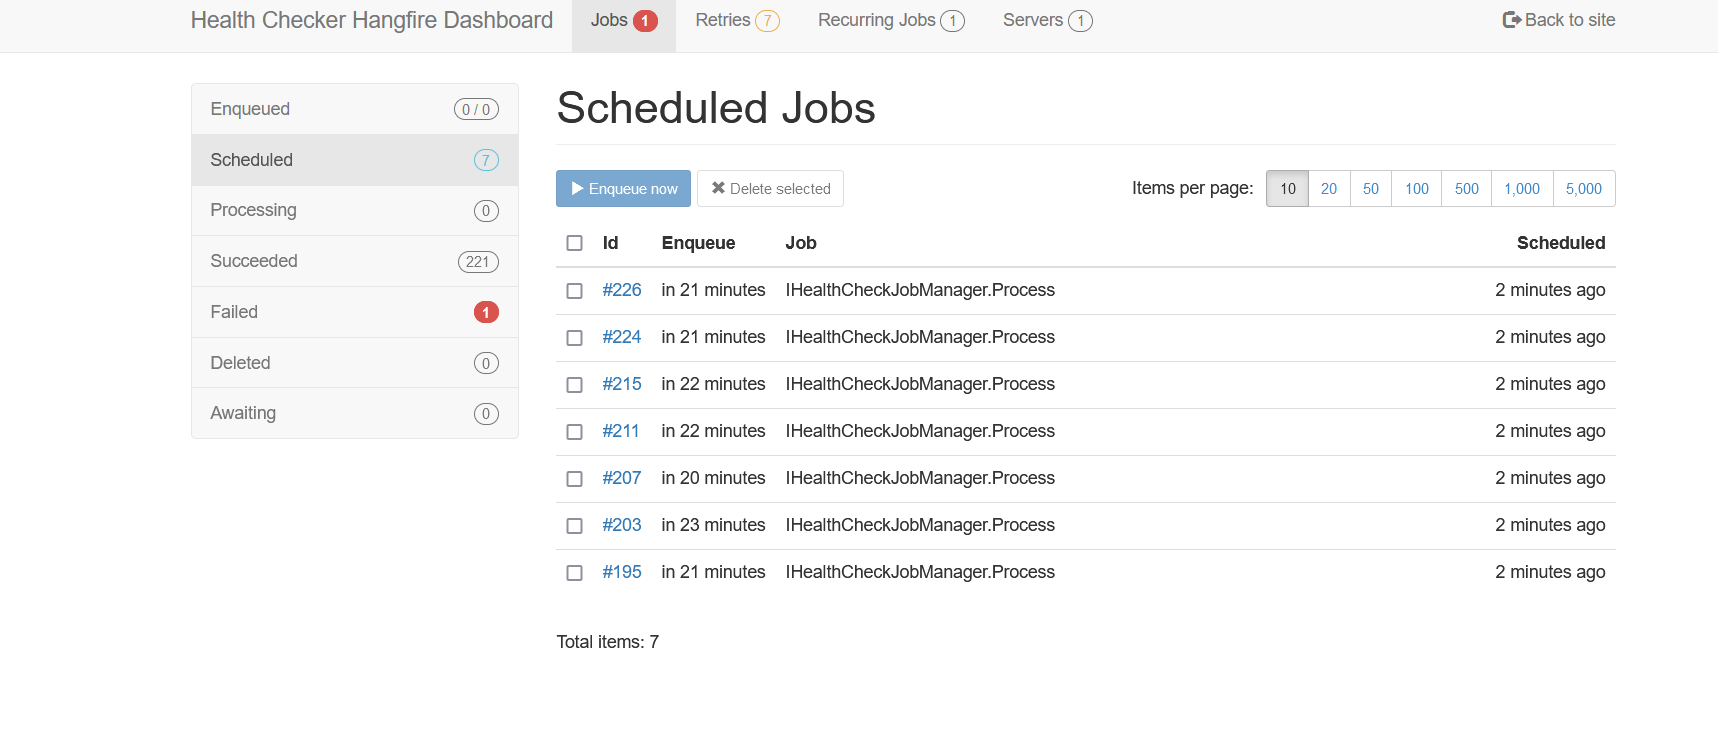 Health Checker Hangfire Dashboard Jobs 1 Retries 7 Recurring Jobs 1 Servers 1 Back to site
Enqueued 0 / 0
Scheduled 7
Processing 0
Succeeded 221
Failed 1
Deleted 0
Awaiting 0
Scheduled Jobs
Enqueue now Delete selected Items per page: 10 20 50 100 500 1,000 5,000
Id Enqueue Job Scheduled
#226 in 21 minutes IHealthCheckJobManager.Process 2 minutes ago
#224 in 21 minutes IHealthCheckJobManager.Process 2 minutes ago
#215 in 22 minutes IHealthCheckJobManager.Process 2 minutes ago
#211 in 22 minutes IHealthCheckJobManager.Process 2 minutes ago
#207 in 20 minutes IHealthCheckJobManager.Process 2 minutes ago
#203 in 23 minutes IHealthCheckJobManager.Process 2 minutes ago
#195 in 21 minutes IHealthCheckJobManager.Process 2 minutes ago
Total items: 7